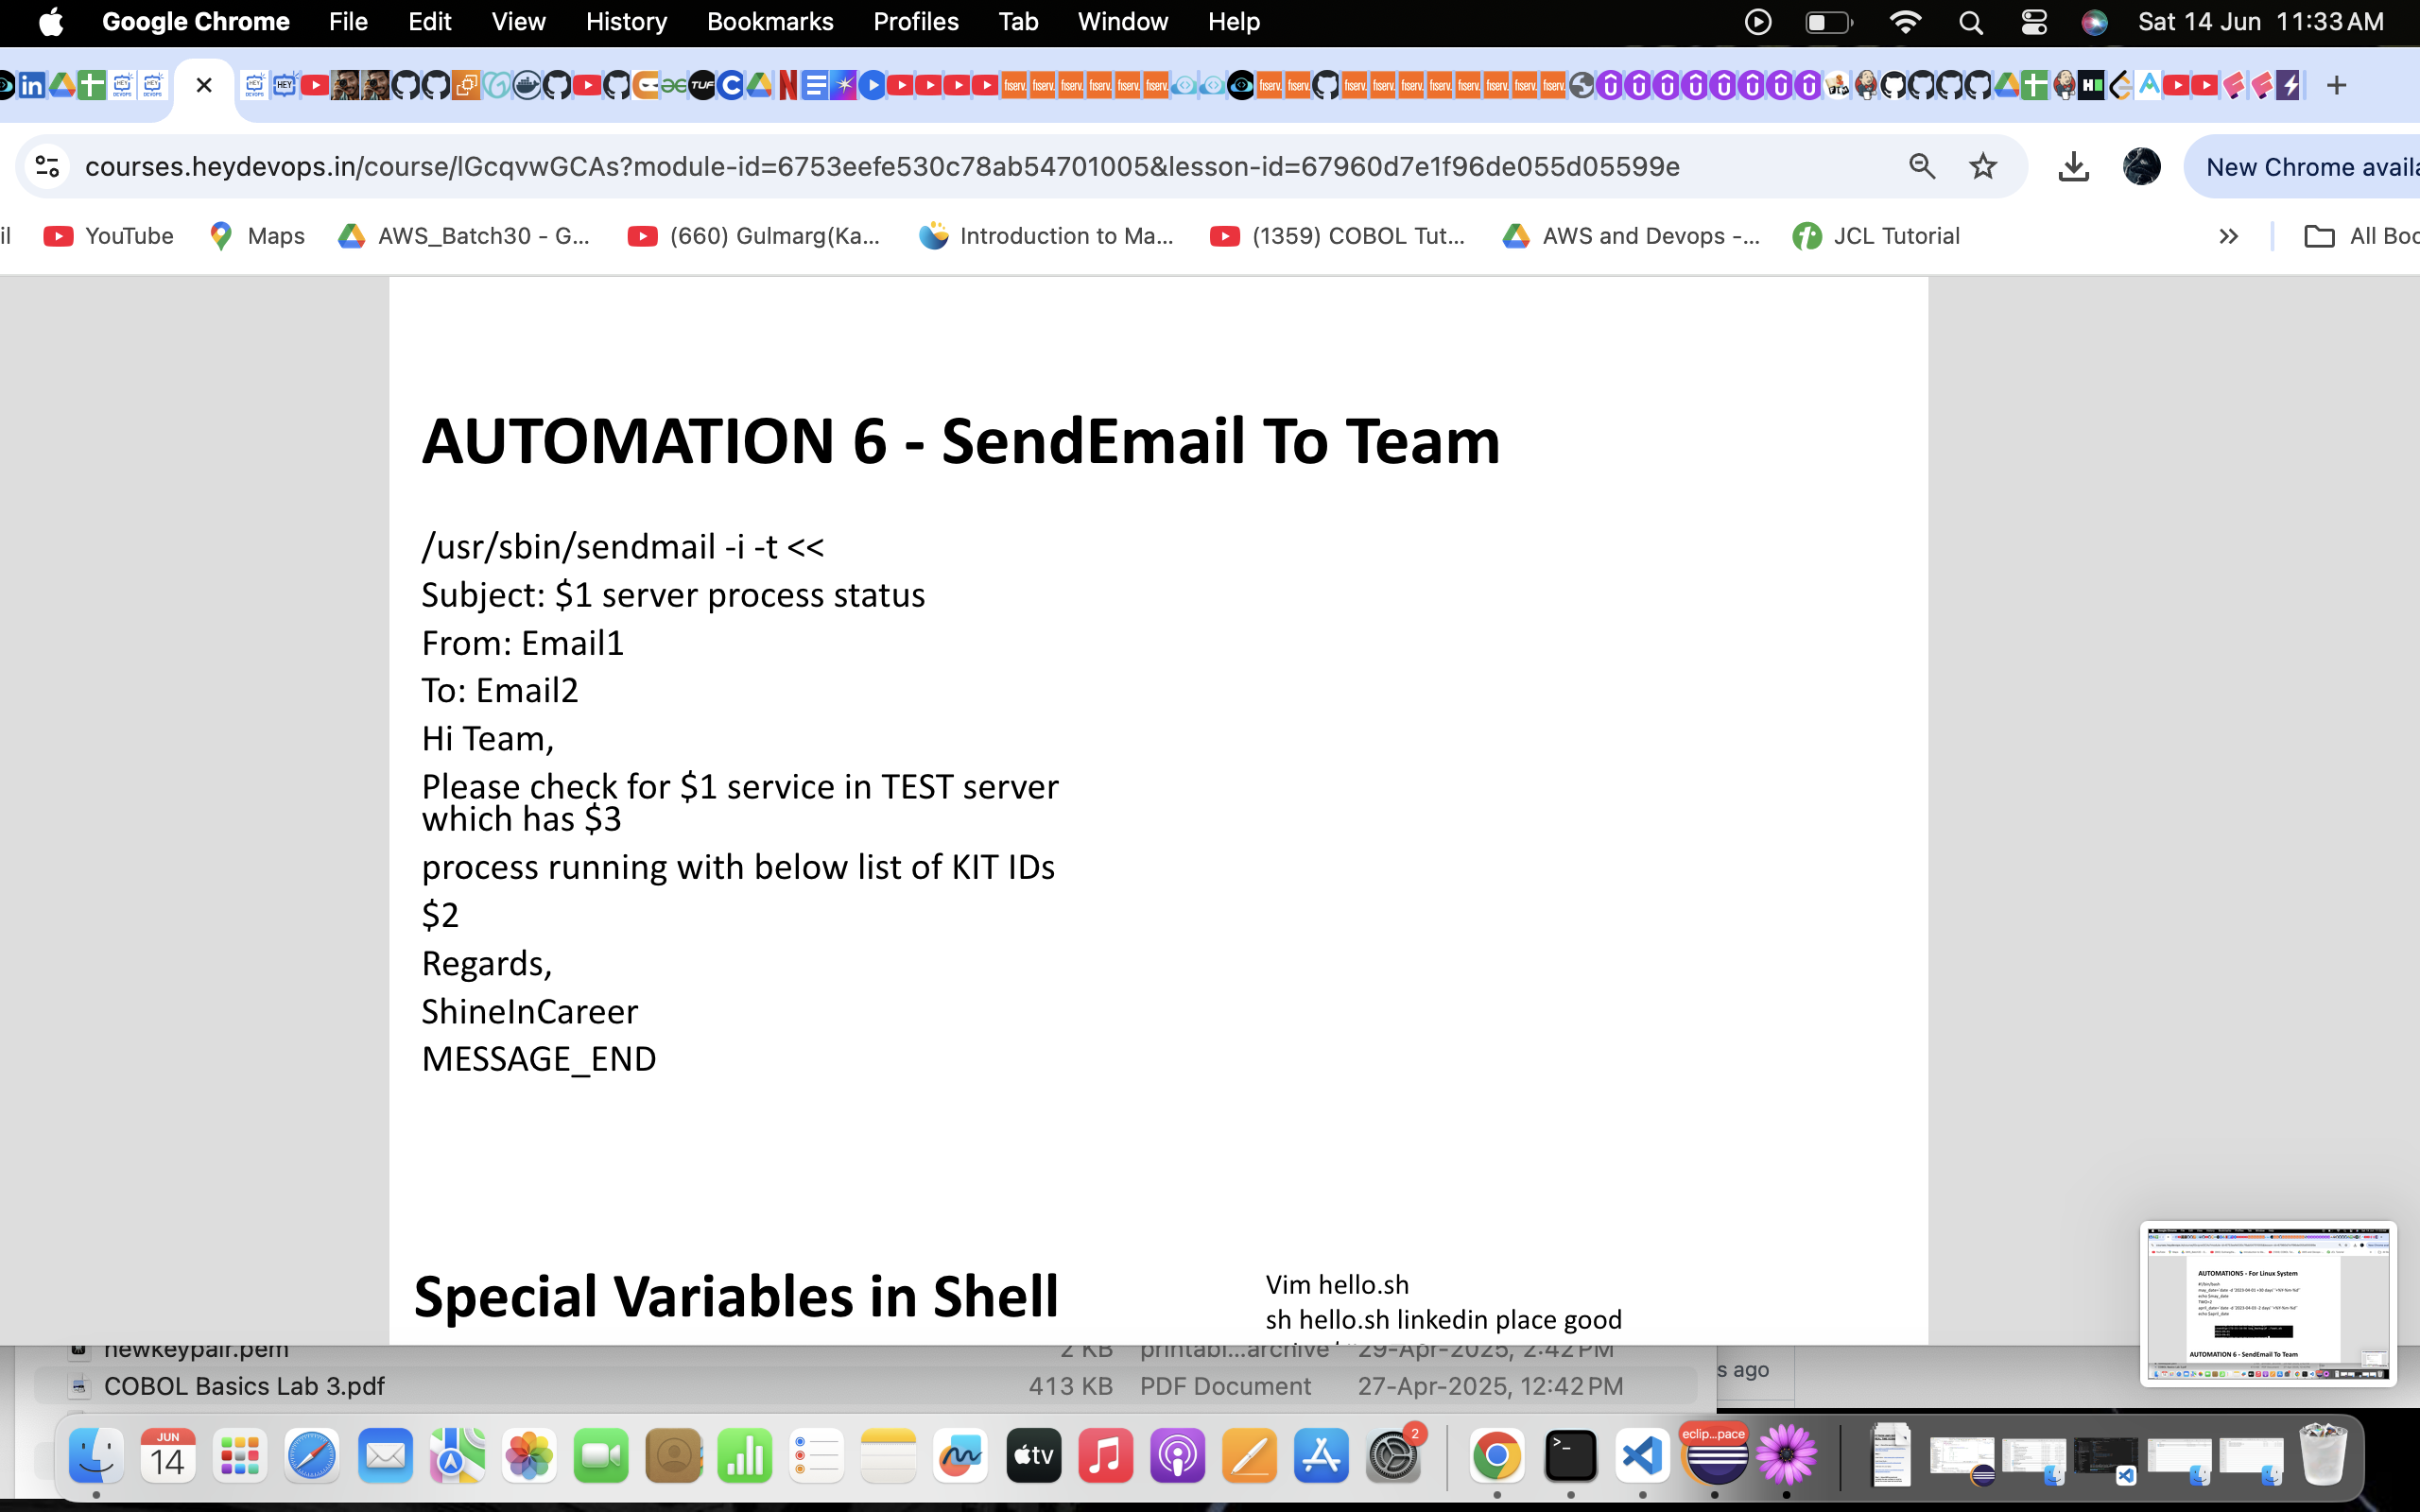 Google Chrome File Edit View History Bookmarks Profiles Tab Window Help Sat 14 Jun 11:33 AM
courses.heydevops.in/course/lGcqvwGCAs?module-id=6753eefe530c78ab54701005&lesson-id=67960d7e1f96de055d05599e New Chrome availa
il YouTube Maps AWS_Batch30 - G... (660) Gulmarg(Ka... Introduction to Ma... (1359) COBOL Tut... AWS and Devops -... JCL Tutorial >> All Boo
AUTOMATION 6 - SendEmail To Team
/usr/sbin/sendmail -i -t <<
Subject: $1 server process status
From: Email1
To: Email2
Hi Team,
Please check for $1 service in TEST server
which has $3
process running with below list of KIT IDs
$2
Regards,
ShineInCareer
MESSAGE_END
Special Variables in Shell
Vim hello.sh
sh hello.sh linkedin place good
newkeypair.pem 2 KB printabl...archive 29-Apr-2025, 2:42 PM
COBOL Basics Lab 3.pdf 413 KB PDF Document 27-Apr-2025, 12:42 PM
s ago
AUTOMATION5 - For Linux System
AUTOMATION 6 - SendEmail To Team
JUN
14
tv
2
eclip...pace